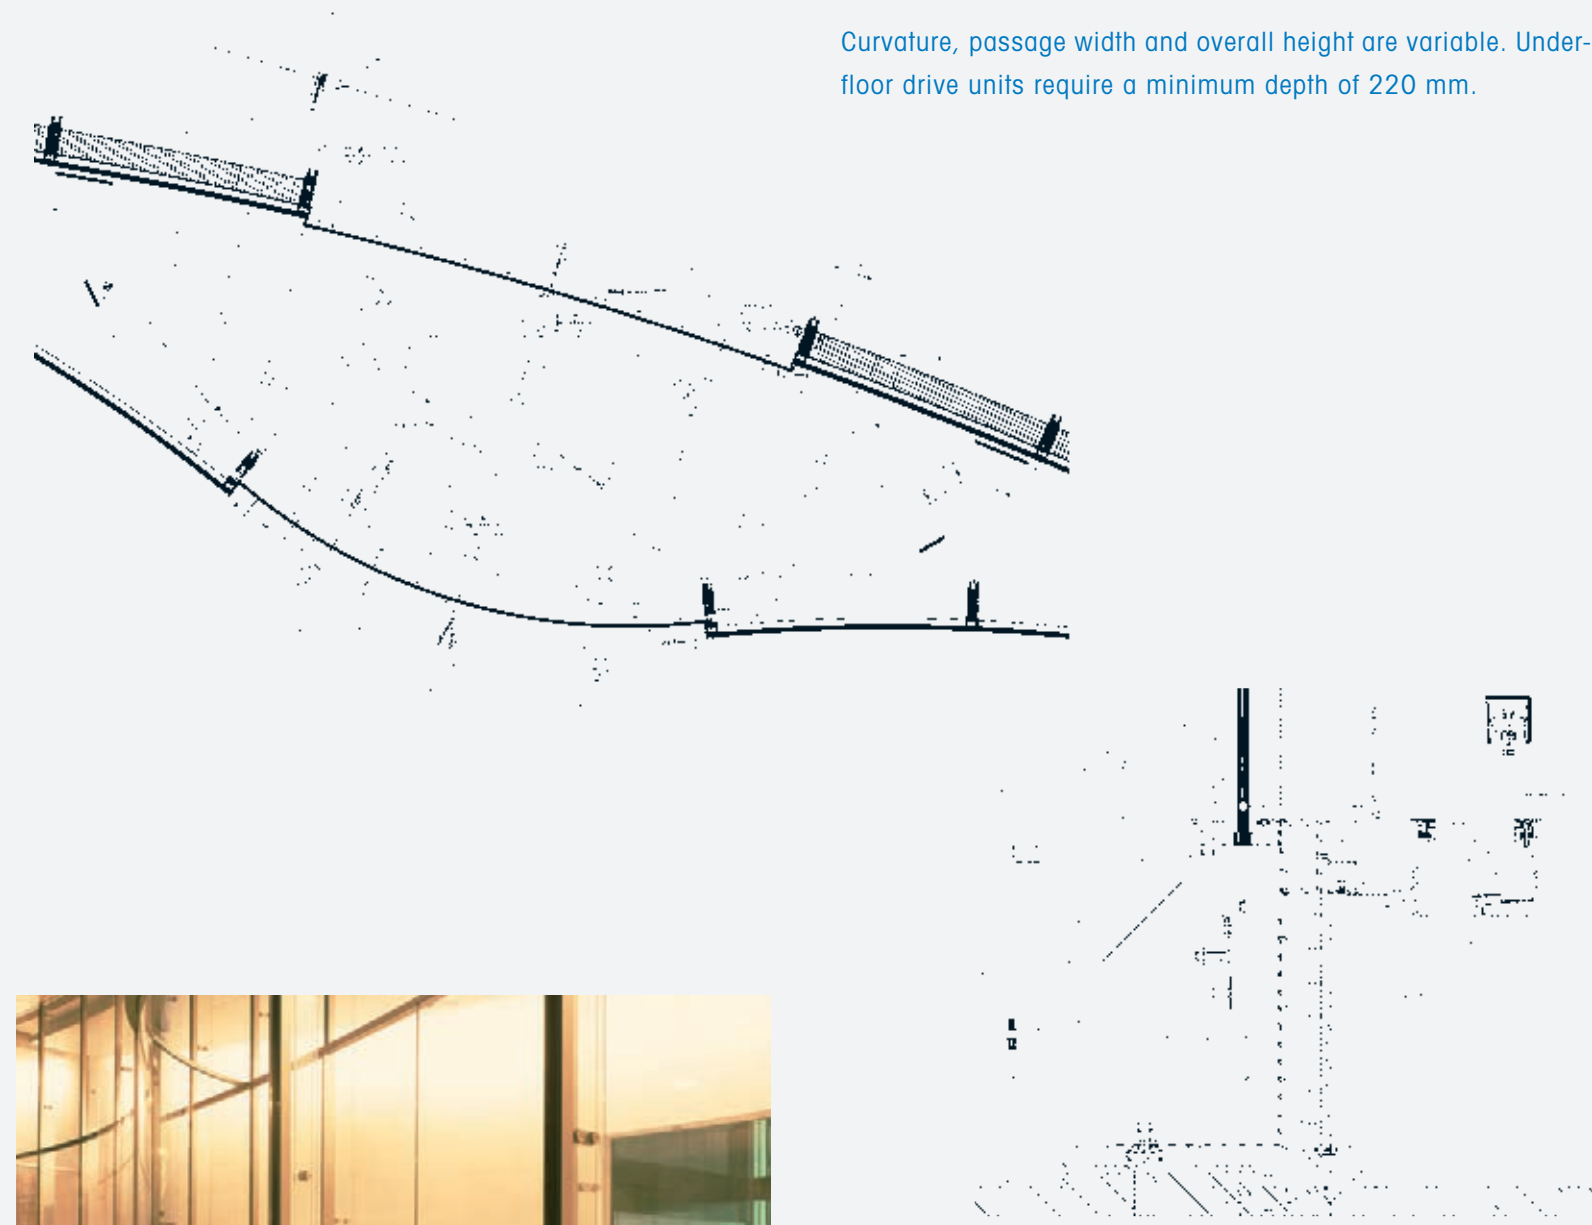 Curvature, passage width and overall height are variable. Under-
floor drive units require a minimum depth of 220 mm.